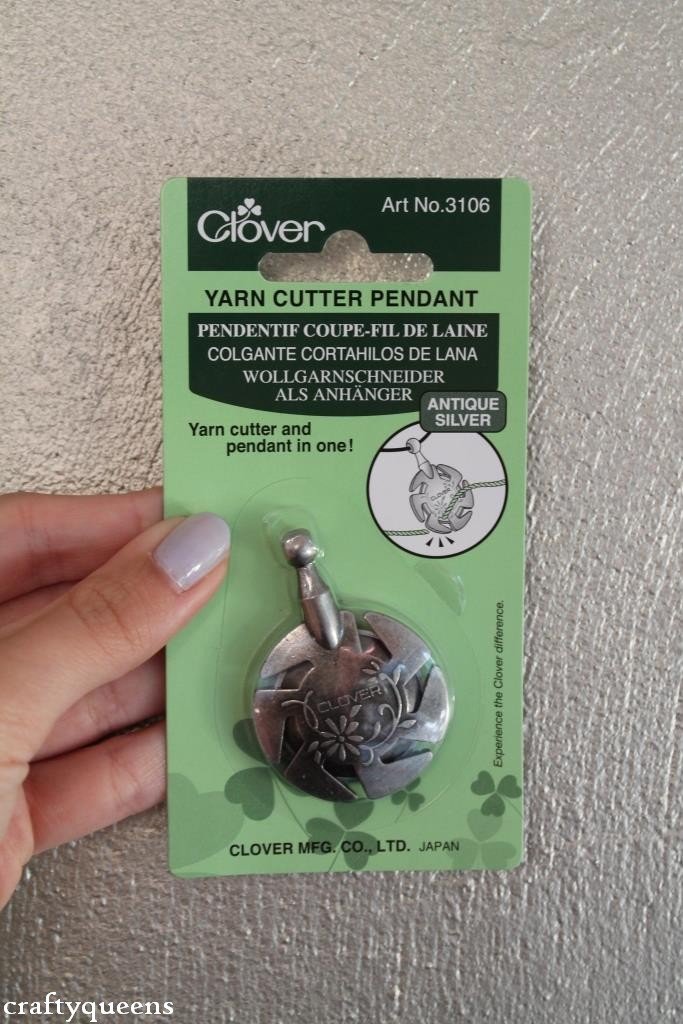 Clover
Art No.3106
YARN CUTTER PENDANT
PENDENTIF COUPE-FIL DE LAINE
COLGANTE CORTAHILOS DE LANA
WOLLGARNSCHNEIDER
ALS ANHÄNGER
ANTIQUE
SILVER
Yarn cutter and
pendant in one!
CLOVER
CLOVER
Experience the Clover difference.
CLOVER MFG. CO., LTD. JAPAN
craftyqueens